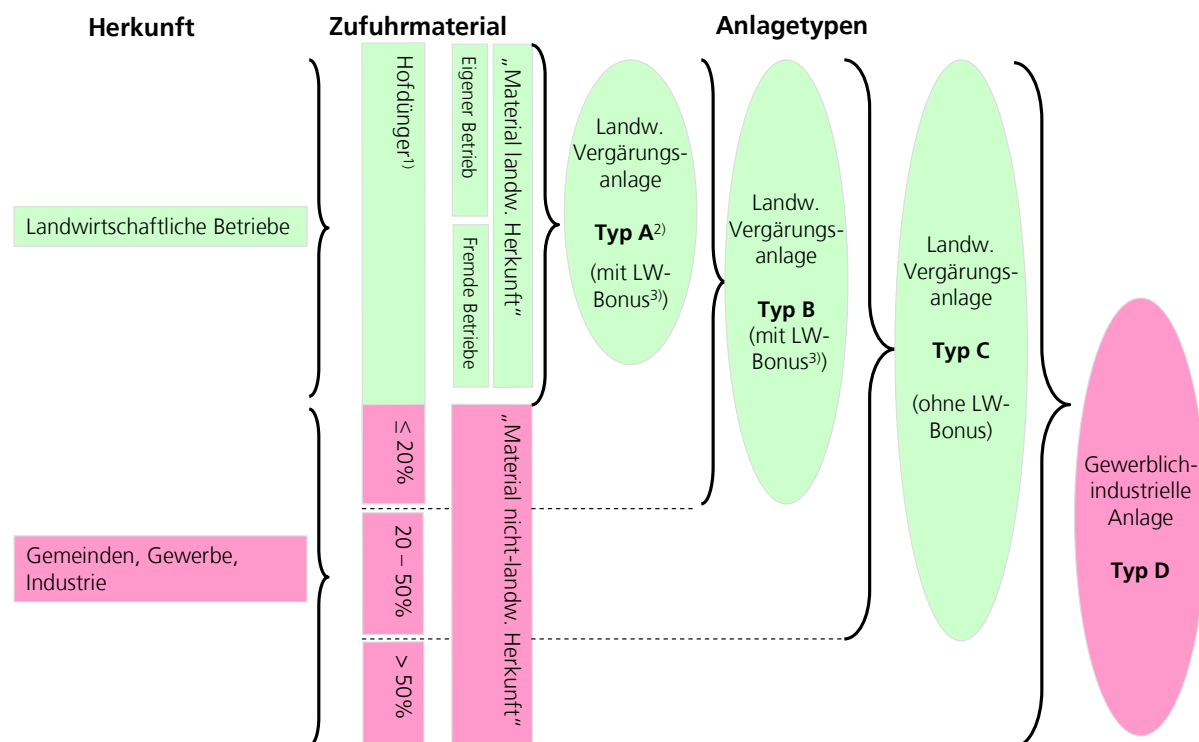 Herkunft
Zufuhrmaterial
Anlagetypen
Landwirtschaftliche Betriebe
Gemeinden, Gewerbe,
Industrie
Hofdünger1)
≤ 20%
20 – 50%
> 50%
Eigener Betrieb
Fremde Betriebe
„Material landw. Herkunft“
„Material nicht-landw. Herkunft“
Landw.
Vergärungs-
anlage
Typ A2)
(mit LW-
Bonus3))
Landw.
Vergärungs-
anlage
Typ B
(mit LW-
Bonus3))
Landw.
Vergärungs-
anlage
Typ C
(ohne LW-
Bonus)
Gewerblich-
industrielle
Anlage
Typ D